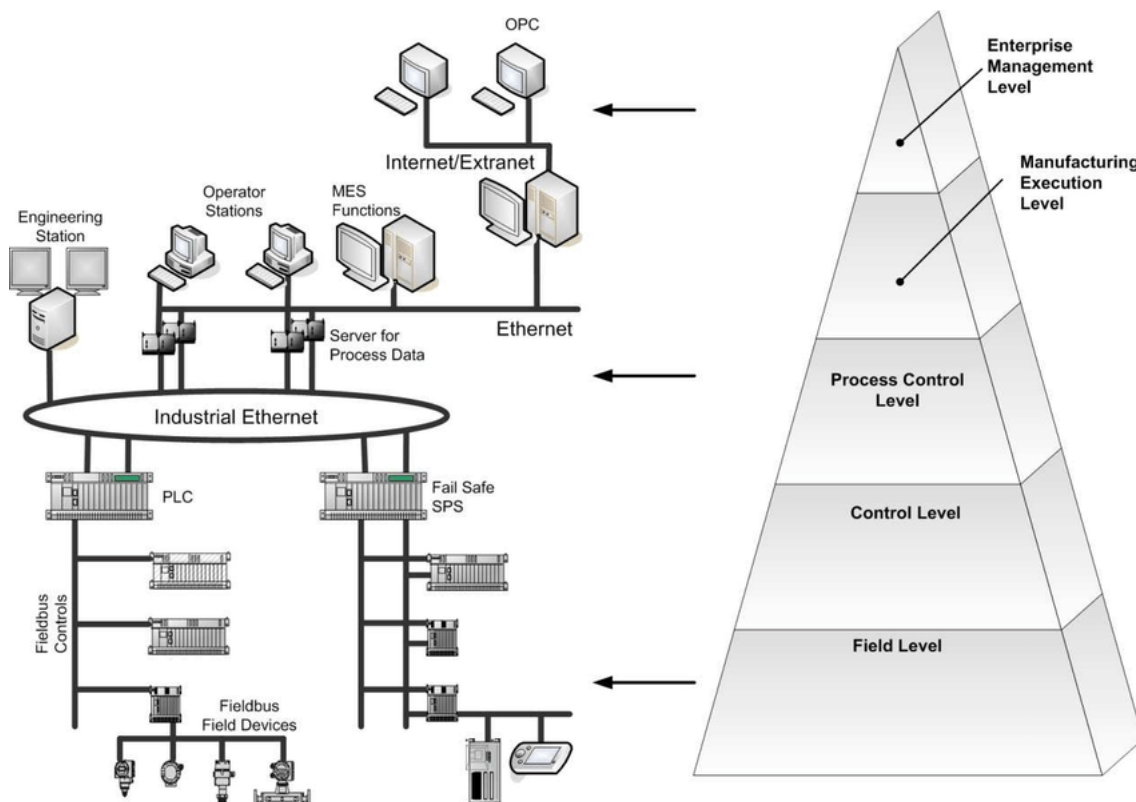 OPC
Internet/Extranet
Operator
Stations
MES
Functions
Engineering
Station
Ethernet
Server for
Process Data
Industrial Ethernet
PLC
Fail Safe
SPS
Fieldbus
Controls
Fieldbus
Field Devices
Enterprise
Management
Level
Manufacturing
Execution
Level
Process Control
Level
Control Level
Field Level